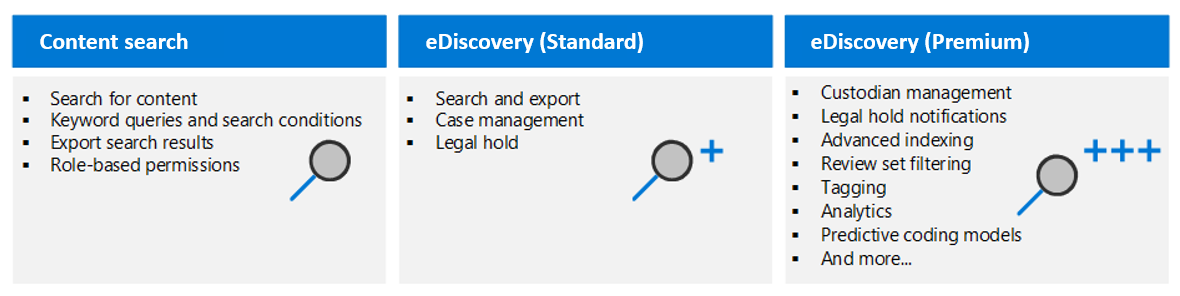 Content search
▪ Search for content
▪ Keyword queries and search conditions
▪ Export search results
▪ Role-based permissions
eDiscovery (Standard)
▪ Search and export
▪ Case management
▪ Legal hold
eDiscovery (Premium)
▪ Custodian management
▪ Legal hold notifications
▪ Advanced indexing
▪ Review set filtering
▪ Tagging
▪ Analytics
▪ Predictive coding models
▪ And more...